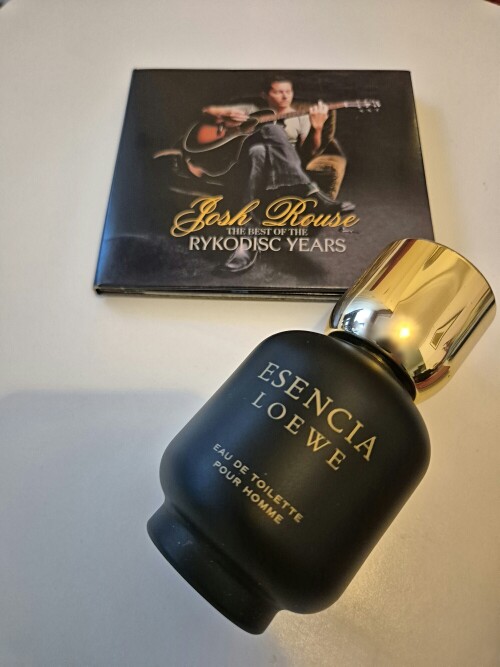 Josh Rouse
THE BEST OF THE
RYKODISC YEARS
ESENCIA
LOEWE
EAU DE TOILETTE
POUR HOMME